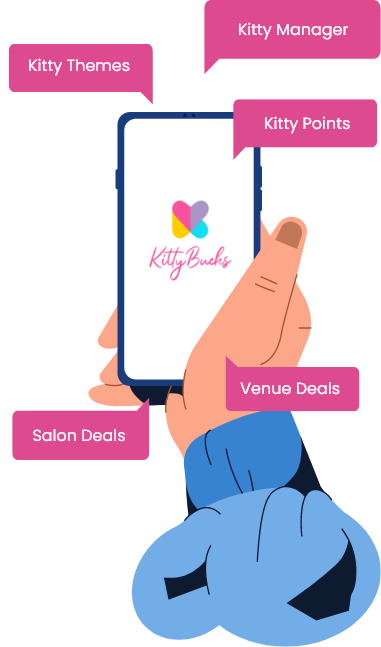 Kitty Manager
Kitty Themes
Kitty Points
KittyBucks
Venue Deals
Salon Deals